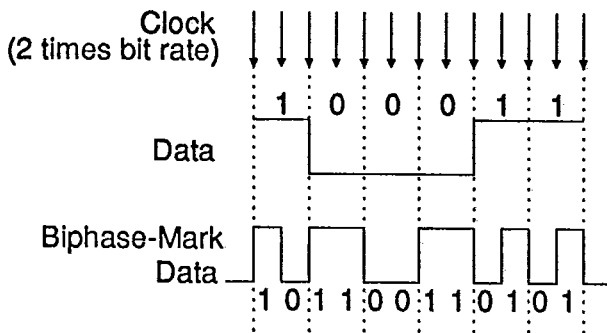 Clock
(2 times bit rate)
1 0 0 0 1 1
Data
Biphase-Mark
Data
1 0 1 1 0 0 1 1 0 1 0 1